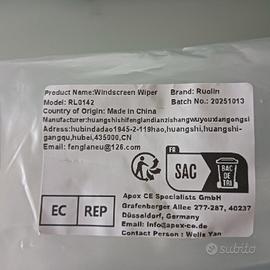 Product Name:Windscreen Wiper Brand: Ruolin
Model: RL0142 Batch No.: 20251013
Country of Origin: Made in China
Manufacturer:huangshishifenglandianzishangwuyouxiangongsi
Adress:hubindadao1945-2-119hao,huangshi,huangshi-
gangqu,hubei,435000,CN
Email: fenglaneu@126.com
SAC
BAC
DE
TRI
EC REP
Apex CE Specialists GmbH
Grafenberger Allee 277-287, 40237
Düsseldorf, Germany
Email: Info@apex-ce.de
Contact Person : Wells Yan
subito